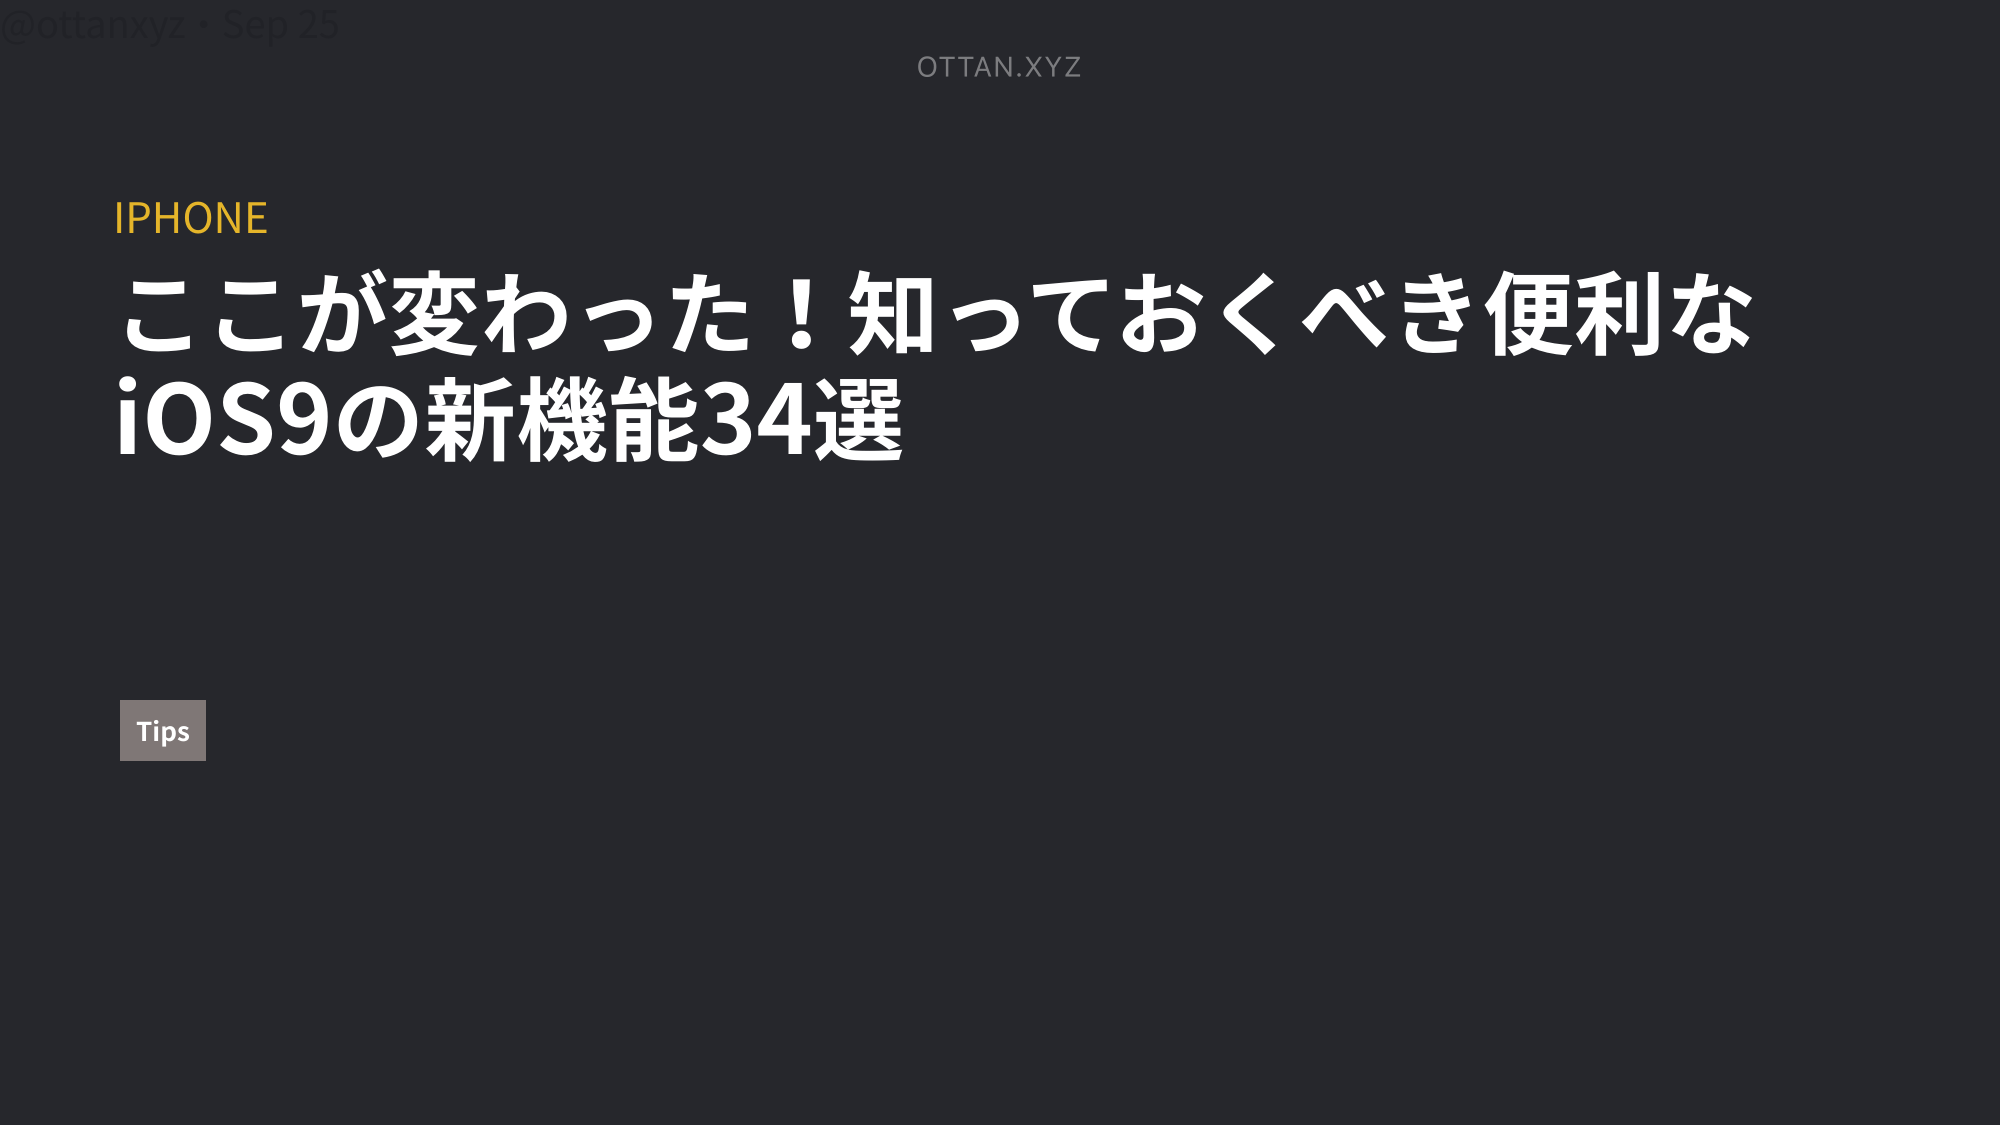 @ottanxyz・Sep 25
OTTAN.XYZ
IPHONE
ここが変わった！知っておくべき便利な
iOS9の新機能34選
Tips